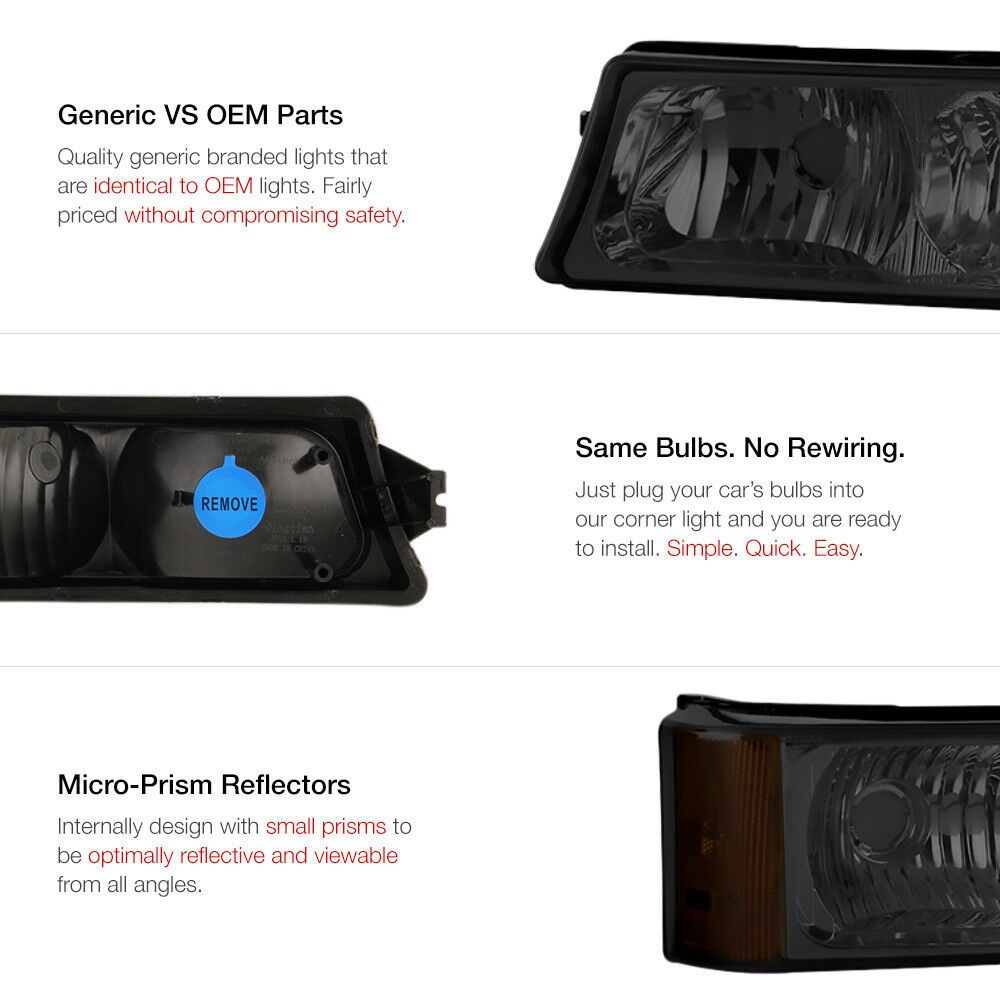 Generic VS OEM Parts
Quality generic branded lights that
are identical to OEM lights. Fairly
priced without compromising safety.
Same Bulbs. No Rewiring.
Just plug your car's bulbs into
our corner light and you are ready
to install. Simple. Quick. Easy.
REMOVE
MADE IN CHINA
Micro-Prism Reflectors
Internally design with small prisms to
be optimally reflective and viewable
from all angles.